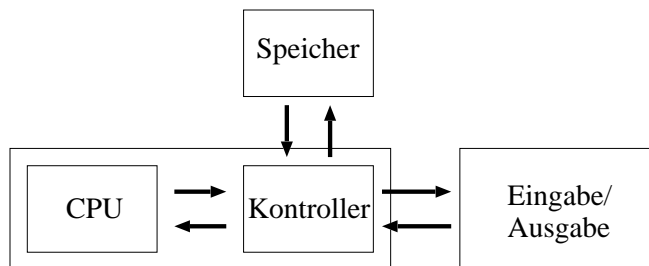 Speicher
CPU
Kontroller
Eingabe/
Ausgabe